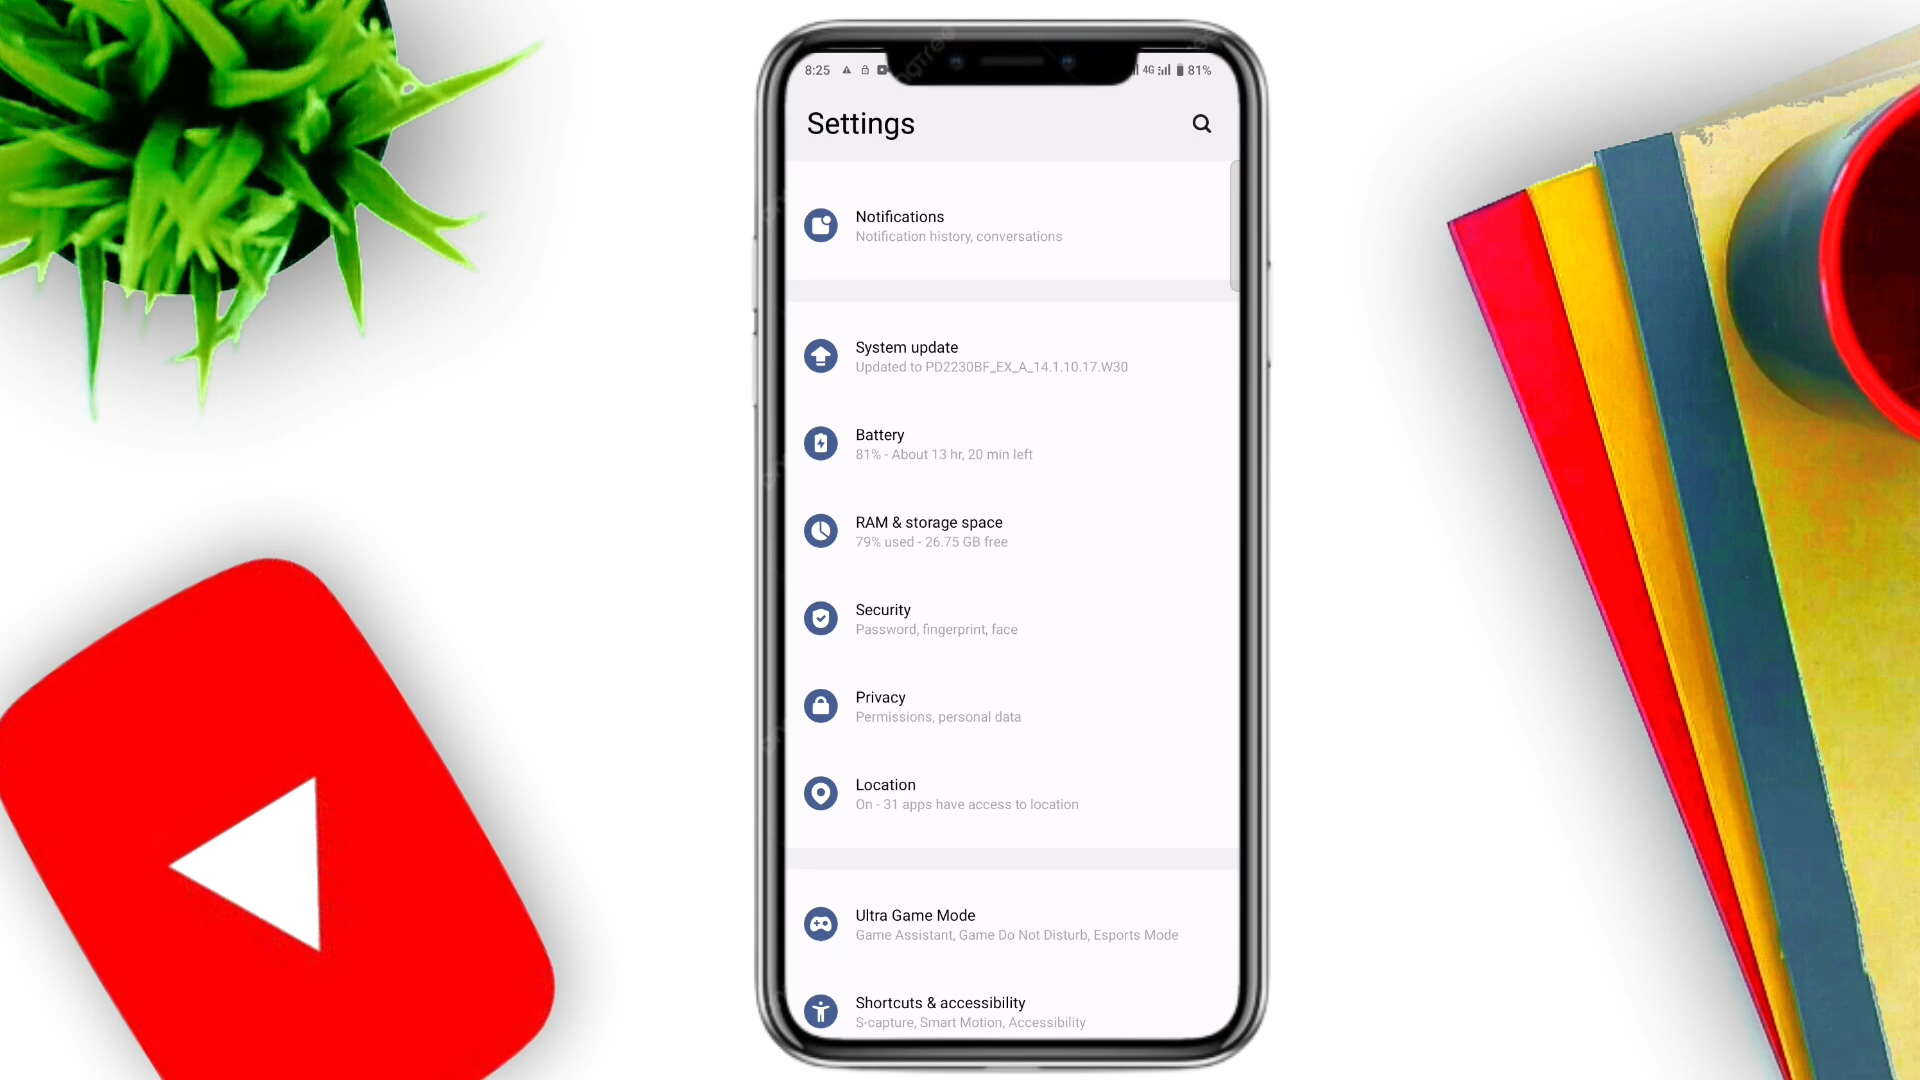 8:25 4G 81%
Settings
Notifications
Notification history, conversations
System update
Updated to PD2230BF_EX_A_14.1.10.17.W30
Battery
81% - About 13 hr, 20 min left
RAM & storage space
79% used - 26.75 GB free
Security
Password, fingerprint, face
Privacy
Permissions, personal data
Location
On - 31 apps have access to location
Ultra Game Mode
Game Assistant, Game Do Not Disturb, Esports Mode
Shortcuts & accessibility
S-capture, Smart Motion, Accessibility